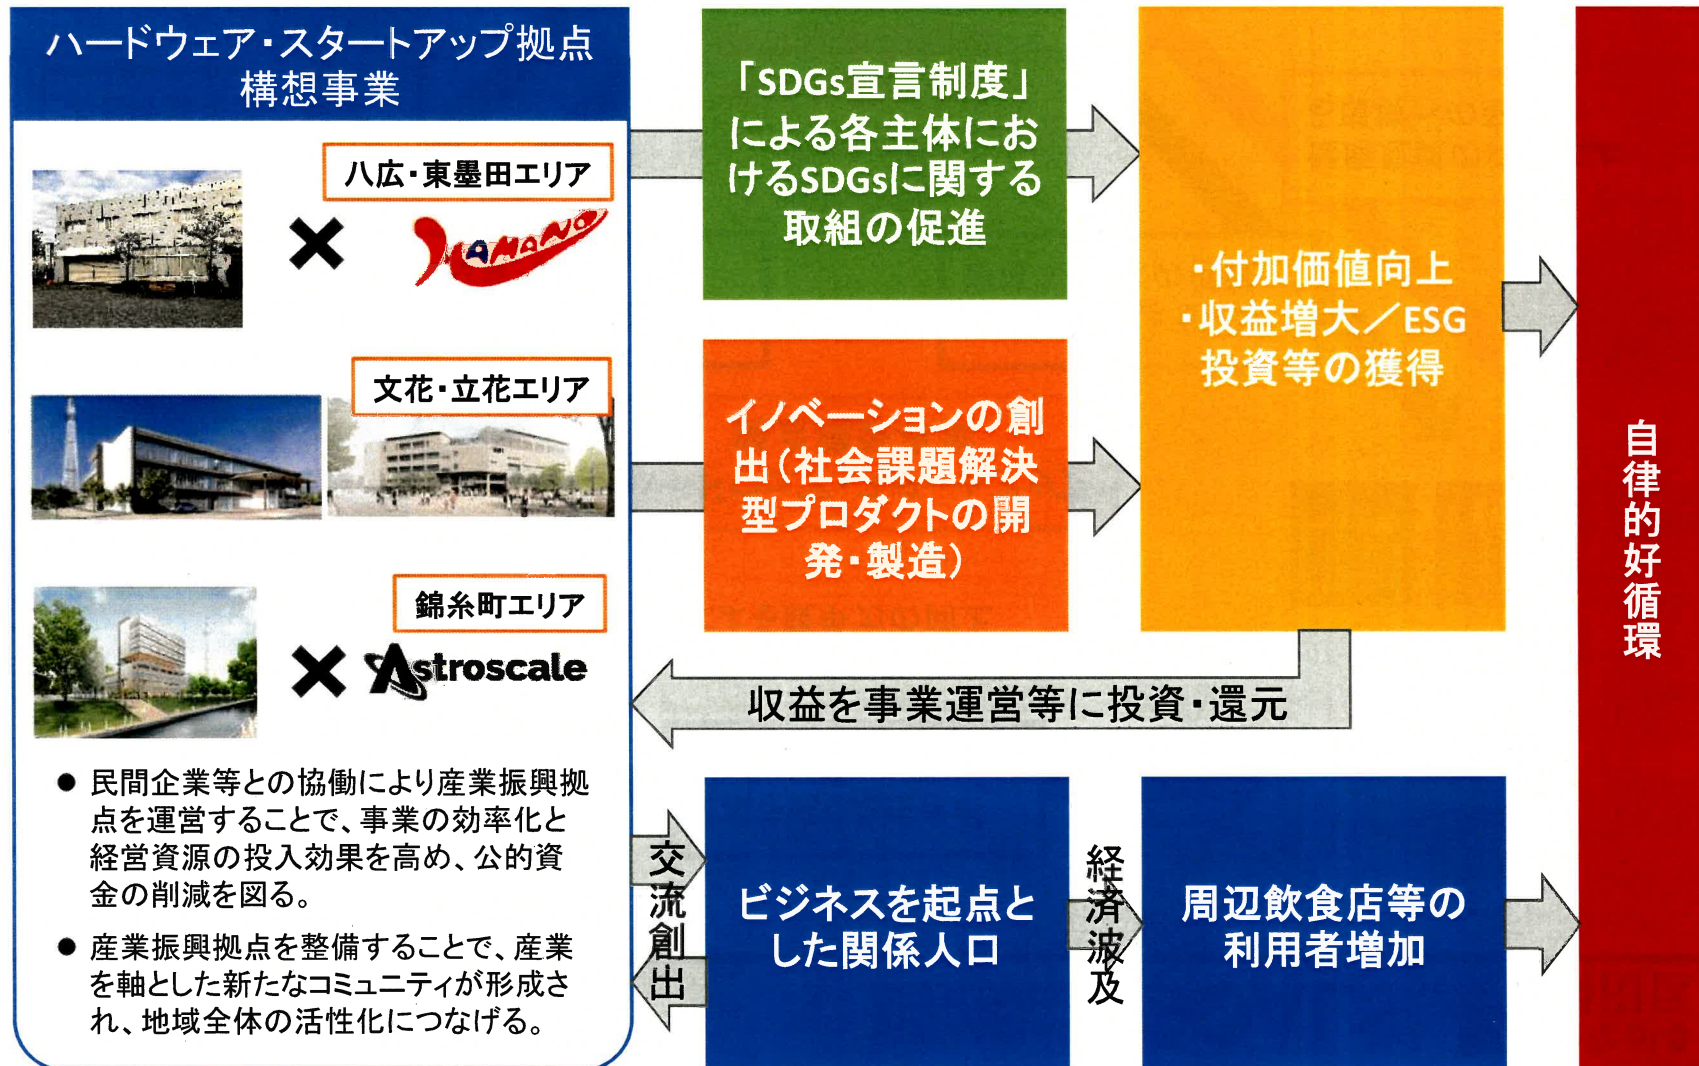 ハードウェア・スタートアップ拠点
構想事業
八広・東墨田エリア
HAMANO
文花・立花エリア
錦糸町エリア
Astroscale
● 民間企業等との協働により産業振興拠
点を運営することで、事業の効率化と
経営資源の投入効果を高め、公的資
金の削減を図る。
● 産業振興拠点を整備することで、産業
を軸とした新たなコミュニティが形成さ
れ、地域全体の活性化につなげる。
「SDGs宣言制度」
による各主体にお
けるSDGsに関する
取組の促進
イノベーションの創
出(社会課題解決
型プロダクトの開
発・製造)
・付加価値向上
・収益増大／ESG
投資等の獲得
収益を事業運営等に投資・還元
交流創出
ビジネスを起点と
した関係人口
経済波及
周辺飲食店等の
利用者増加
自律的好循環